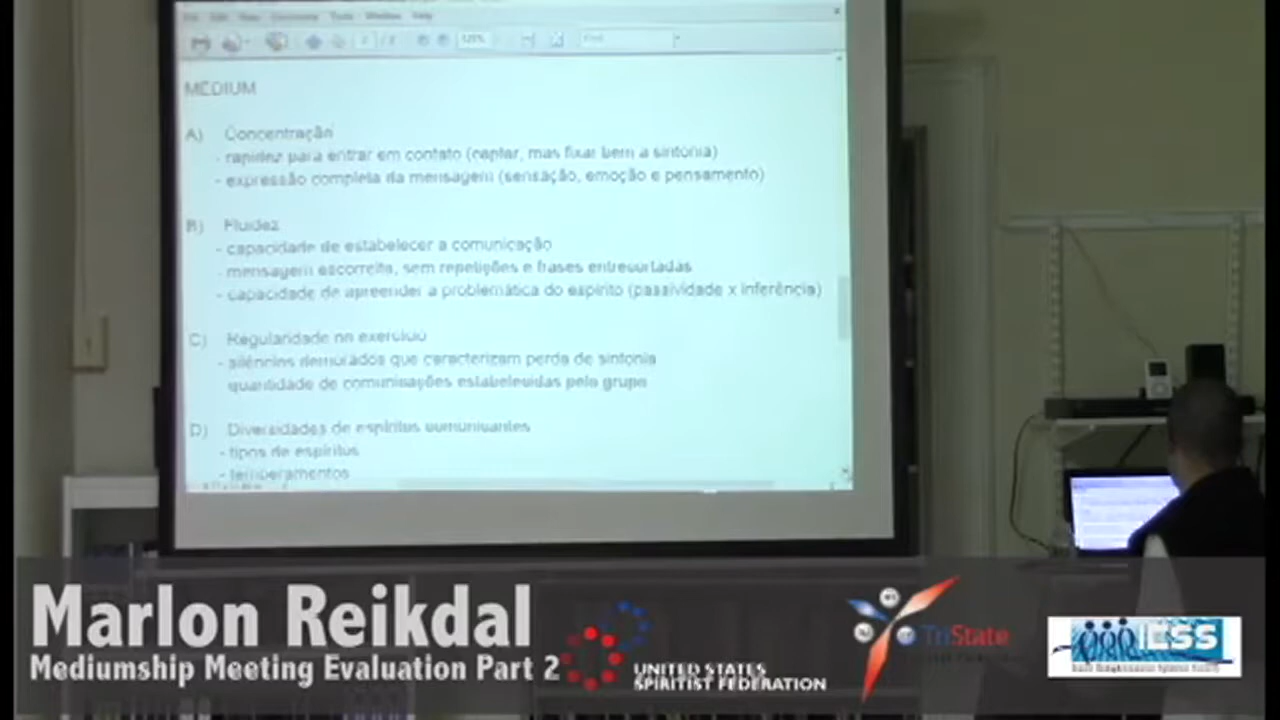 MÉDIUM
A) Concentração
- rapidez para entrar em contato (captar, mas fixar bem a sintonia)
- expressão completa da mensagem (sensação, emoção e pensamento)
B) Fluidez
- capacidade de estabelecer a comunicação
- mensagem escorreita, sem repetições e frases entrecortadas
- capacidade de apreender a problemática do espírito (passividade x inferência)
C) Regularidade no exercício
- silêncios demorados que caracterizam perda de sintonia
quantidade de comunicações estabelecidas pelo grupo
D) Diversidades de espíritos comunicantes
- tipos de espíritos
- temperamentos
Marlon Reikdal
Mediumship Meeting Evaluation Part 2
UNITED STATES
SPIRITIST FEDERATION
TriState